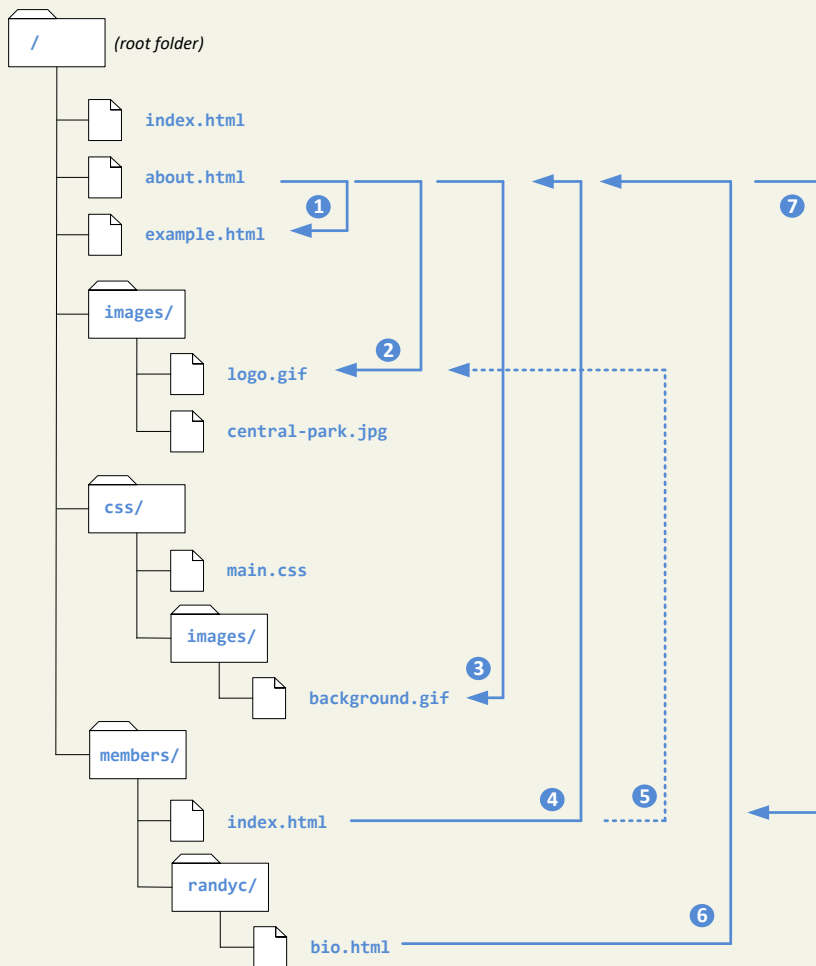 / (root folder)
index.html
about.html
1
7
example.html
images/
2
logo.gif
central-park.jpg
css/
main.css
images/
3
background.gif
members/
4
5
index.html
randyc/
6
bio.html